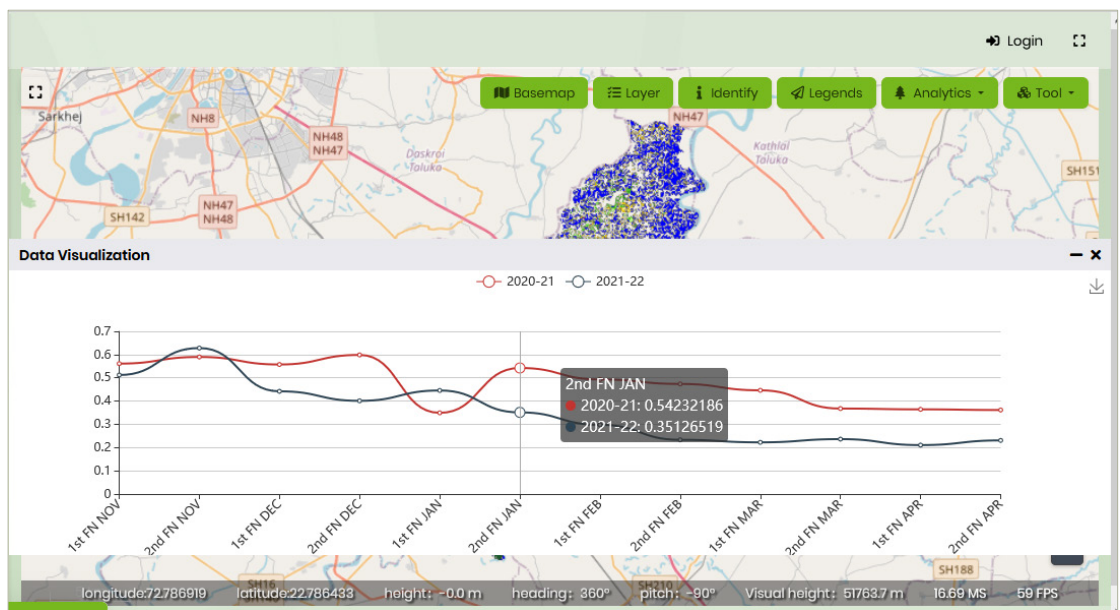 Login
Basemap
Layer
Identify
Legends
Analytics
Tool
Sarkhej
NH8
NH48
NH47
NH47
Daskroi
Taluka
Kathlal
Taluka
SH151
SH142
NH47
NH48
Data Visualization
2020-21 2021-22
0.7
0.6
0.5
0.4
0.3
0.2
0.1
0
2nd FN JAN
2020-21: 0.54232186
2021-22: 0.35126519
1st FN NOV
2nd FN NOV
1st FN DEC
2nd FN DEC
1st FN JAN
2nd FN JAN
1st FN FEB
2nd FN FEB
1st FN MAR
2nd FN MAR
1st FN APR
2nd FN APR
SH188
SH16
SH210
longitude:72.786919 latitude:22.786433 height: -0.0 m heading: 360° pitch: -90° Visual height: 51763.7 m 16.69 MS 59 FPS